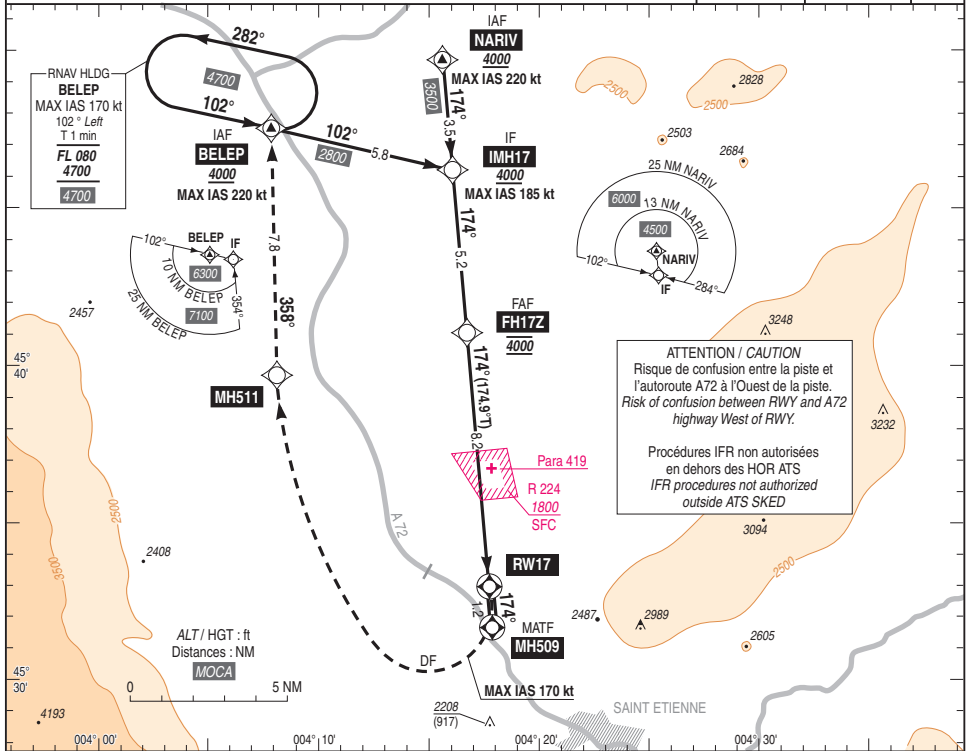 282°
4700
102°
RNAV HLDG
BELEP
MAX IAS 170 kt
102 ° Left
T 1 min
FL 080
4700
4700
IAF
BELEP
4000
MAX IAS 220 kt
102°
2800
5.8
IAF
NARIV
4000
MAX IAS 220 kt
3500
174°
3.5
IF
IMH17
4000
MAX IAS 185 kt
2500
2828
2500
2503
2684
25 NM NARIV
6000
13 NM NARIV
4500
NARIV
102°
IF
284°
174°
5.2
7.8
BELEP
IF
102°
6300
10 NM BELEP
354°
7100
25 NM BELEP
2457
358°
FAF
FH17Z
4000
174° (174.9°T)
8.2
3248
3232
45°
40'
MH511
ATTENTION / CAUTION
Risque de confusion entre la piste et
l'autoroute A72 à l'Ouest de la piste.
Risk of confusion between RWY and A72
highway West of RWY.
Procédures IFR non autorisées
en dehors des HOR ATS
IFR procedures not authorized
outside ATS SKED
Para 419
R 224
1800
SFC
3094
2500
2500
3500
A 72
2408
RW17
1.2
174°
MATF
MH509
2487
2989
2605
DF
MAX IAS 170 kt
ALT / HGT : ft
Distances : NM
MOCA
0
5 NM
45°
30'
2208
(917)
SAINT ETIENNE
4193
004° 00'
004° 10'
004° 20'
004° 30'